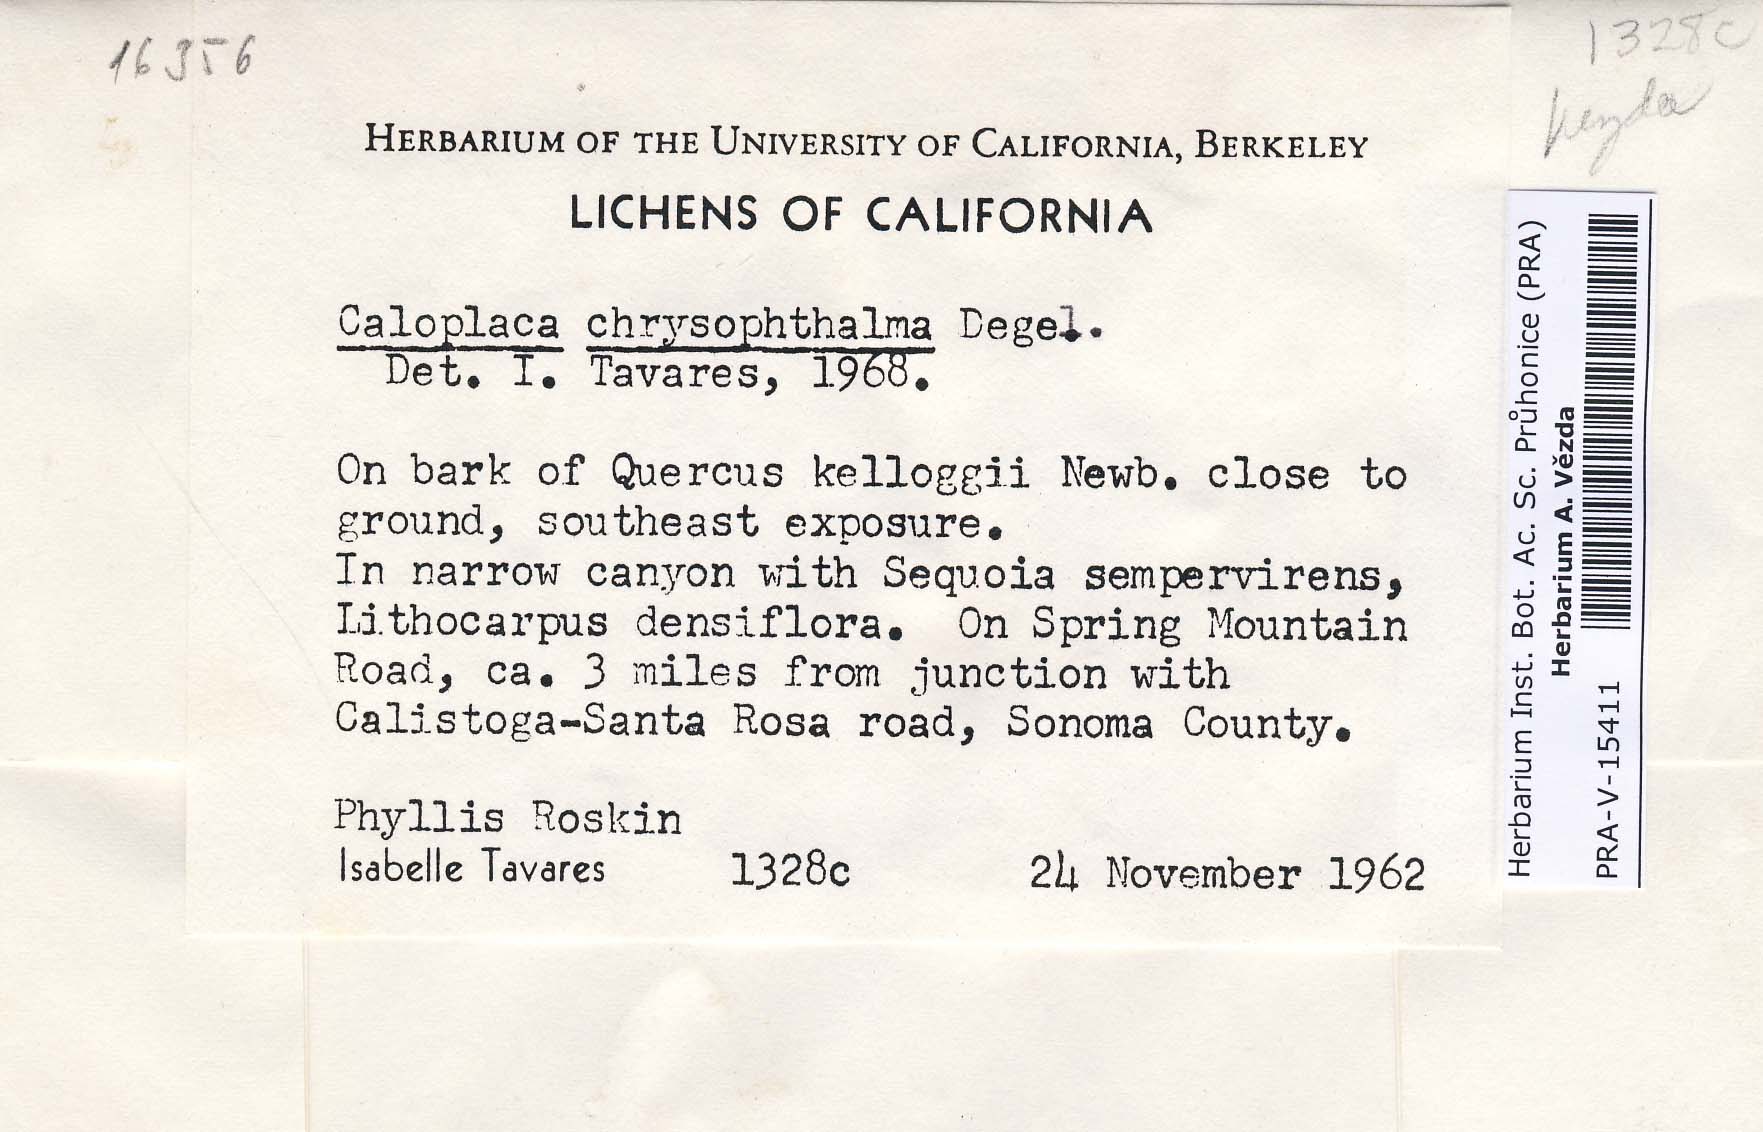 16356
1328c
Vezda
HERBARIUM OF THE UNIVERSITY OF CALIFORNIA, BERKELEY
LICHENS OF CALIFORNIA
Caloplaca chrysophthalma Degel.
Det. I. Tavares, 1968.
On bark of Quercus kelloggii Newb. close to
ground, southeast exposure.
In narrow canyon with Sequoia sempervirens,
Lithocarpus densiflora. On Spring Mountain
Road, ca. 3 miles from junction with
Calistoga-Santa Rosa road, Sonoma County.
Phyllis Roskin
Isabelle Tavares 1328c 24 November 1962
Herbarium Inst. Bot. Ac. Sc. Průhonice (PRA)
Herbarium A. Vězda
PRA-V-15411